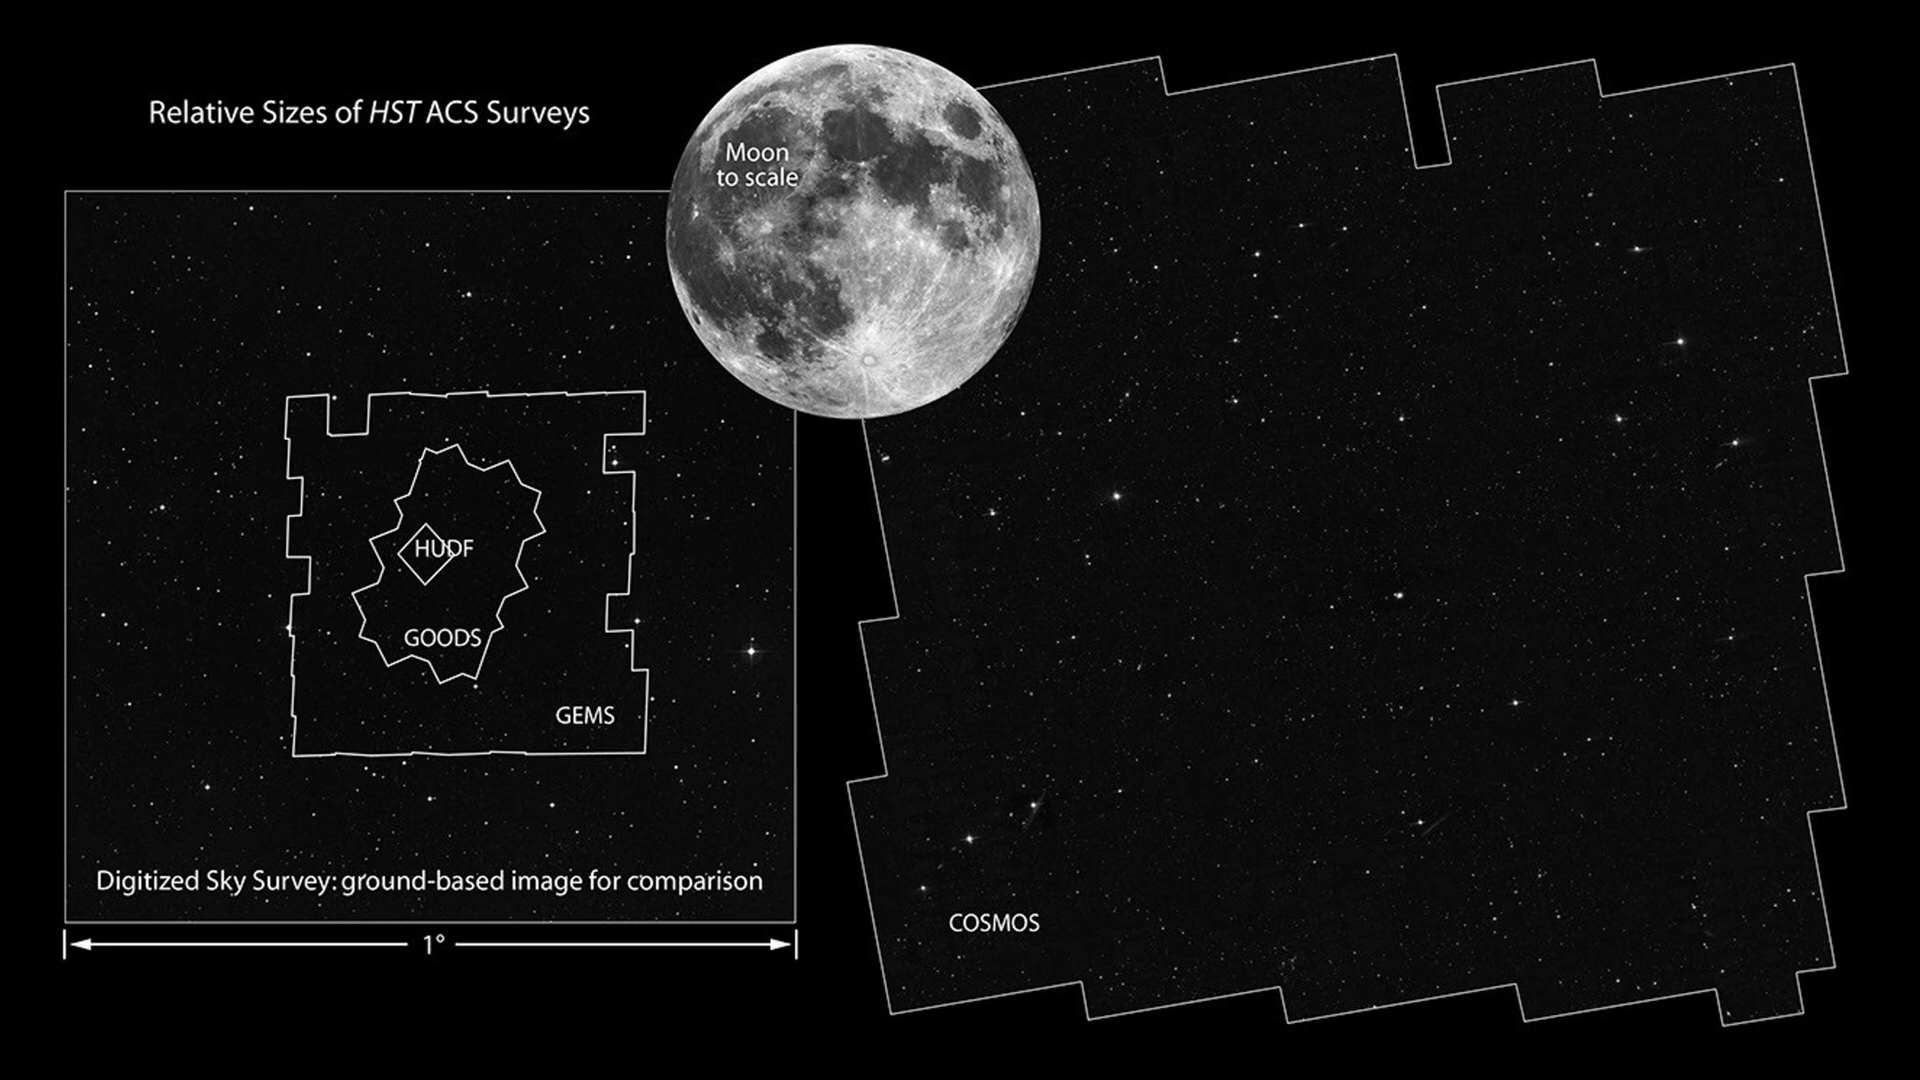 Relative Sizes of HST ACS Surveys
Moon
to scale
HUDF
GOODS
GEMS
Digitized Sky Survey: ground-based image for comparison
1°
COSMOS